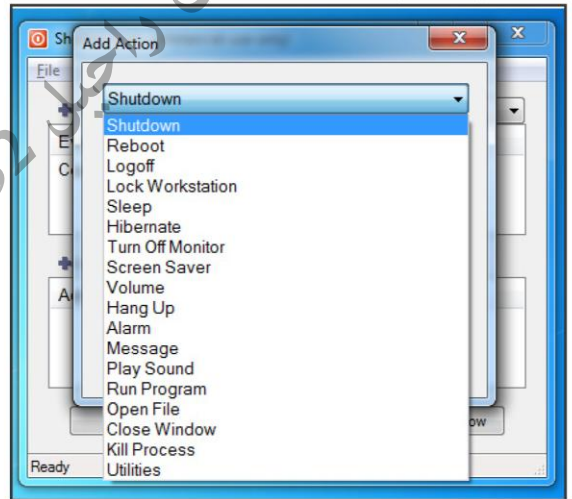 Sh
Add Action
File
Shutdown
Shutdown
Reboot
Logoff
Lock Workstation
Sleep
Hibernate
Turn Off Monitor
Screen Saver
Volume
Hang Up
Alarm
Message
Play Sound
Run Program
Open File
Close Window
Kill Process
Utilities
Ready